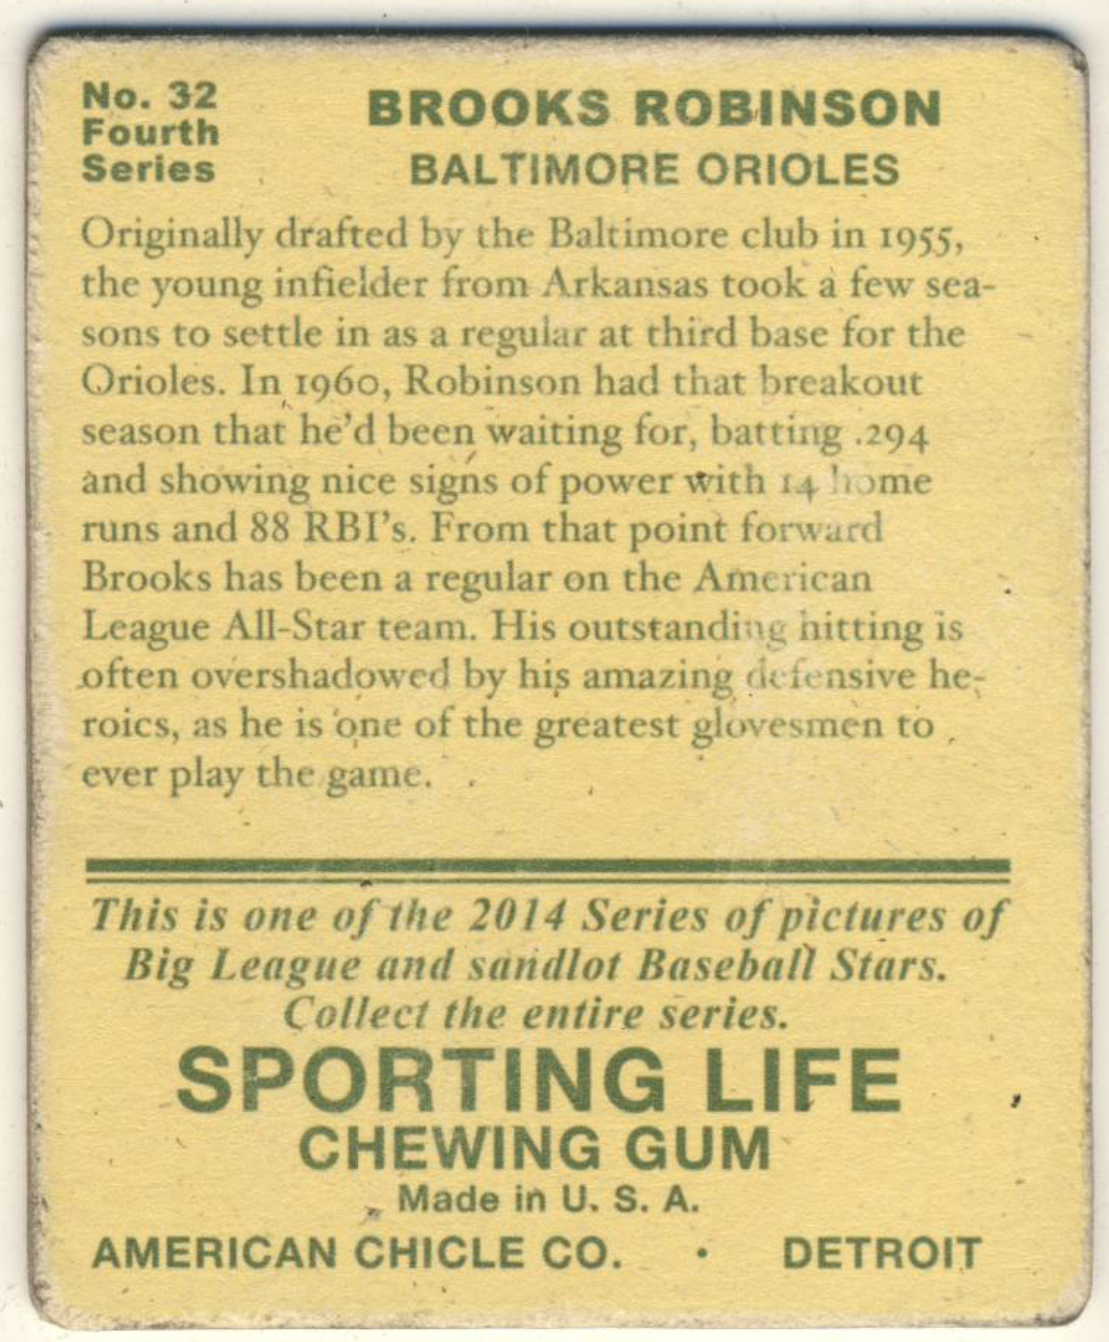 No. 32
Fourth
Series
BROOKS ROBINSON
BALTIMORE ORIOLES
Originally drafted by the Baltimore club in 1955,
the young infielder from Arkansas took a few sea-
sons to settle in as a regular at third base for the
Orioles. In 1960, Robinson had that breakout
season that he'd been waiting for, batting .294
and showing nice signs of power with 14 home
runs and 88 RBI's. From that point forward
Brooks has been a regular on the American
League All-Star team. His outstanding hitting is
often overshadowed by his amazing defensive he-
roics, as he is one of the greatest glovesmen to
ever play the game.
This is one of the 2014 Series of pictures of
Big League and sandlot Baseball Stars.
Collect the entire series.
SPORTING LIFE
CHEWING GUM
Made in U. S. A.
AMERICAN CHICLE CO. • DETROIT